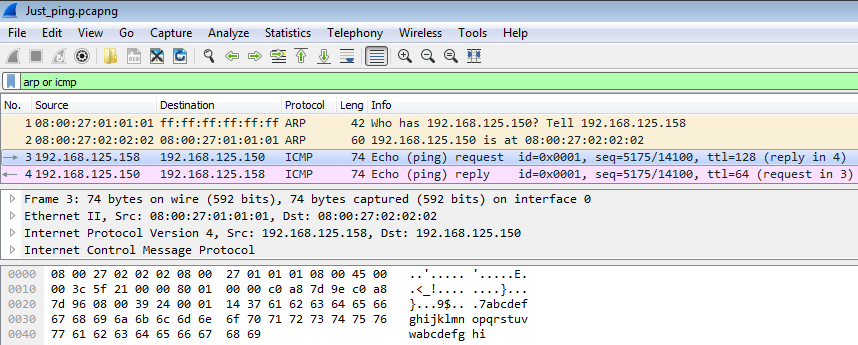 Just_ping.pcapng
File Edit View Go Capture Analyze Statistics Telephony Wireless Tools Help
arp or icmp
No. Source Destination Protocol Leng Info
1 08:00:27:01:01:01 ff:ff:ff:ff:ff:ff ARP 42 Who has 192.168.125.150? Tell 192.168.125.158
2 08:00:27:02:02:02 08:00:27:01:01:01 ARP 60 192.168.125.150 is at 08:00:27:02:02:02
3 192.168.125.158 192.168.125.150 ICMP 74 Echo (ping) request id=0x0001, seq=5175/14100, ttl=128 (reply in 4)
4 192.168.125.150 192.168.125.158 ICMP 74 Echo (ping) reply id=0x0001, seq=5175/14100, ttl=64 (request in 3)
Frame 3: 74 bytes on wire (592 bits), 74 bytes captured (592 bits) on interface 0
Ethernet II, Src: 08:00:27:01:01:01, Dst: 08:00:27:02:02:02
Internet Protocol Version 4, Src: 192.168.125.158, Dst: 192.168.125.150
Internet Control Message Protocol
0000 08 00 27 02 02 02 08 00 27 01 01 01 08 00 45 00 ..'..... '.....E.
0010 00 3c 5f 21 00 00 80 01 00 00 c0 a8 7d 9e c0 a8 .<_!.... ....}...
0020 7d 96 08 00 39 24 00 01 14 37 61 62 63 64 65 66 }...9$.. .7abcdef
0030 67 68 69 6a 6b 6c 6d 6e 6f 70 71 72 73 74 75 76 ghijklmn opqrstuv
0040 77 61 62 63 64 65 66 67 68 69 wabcdefg hi